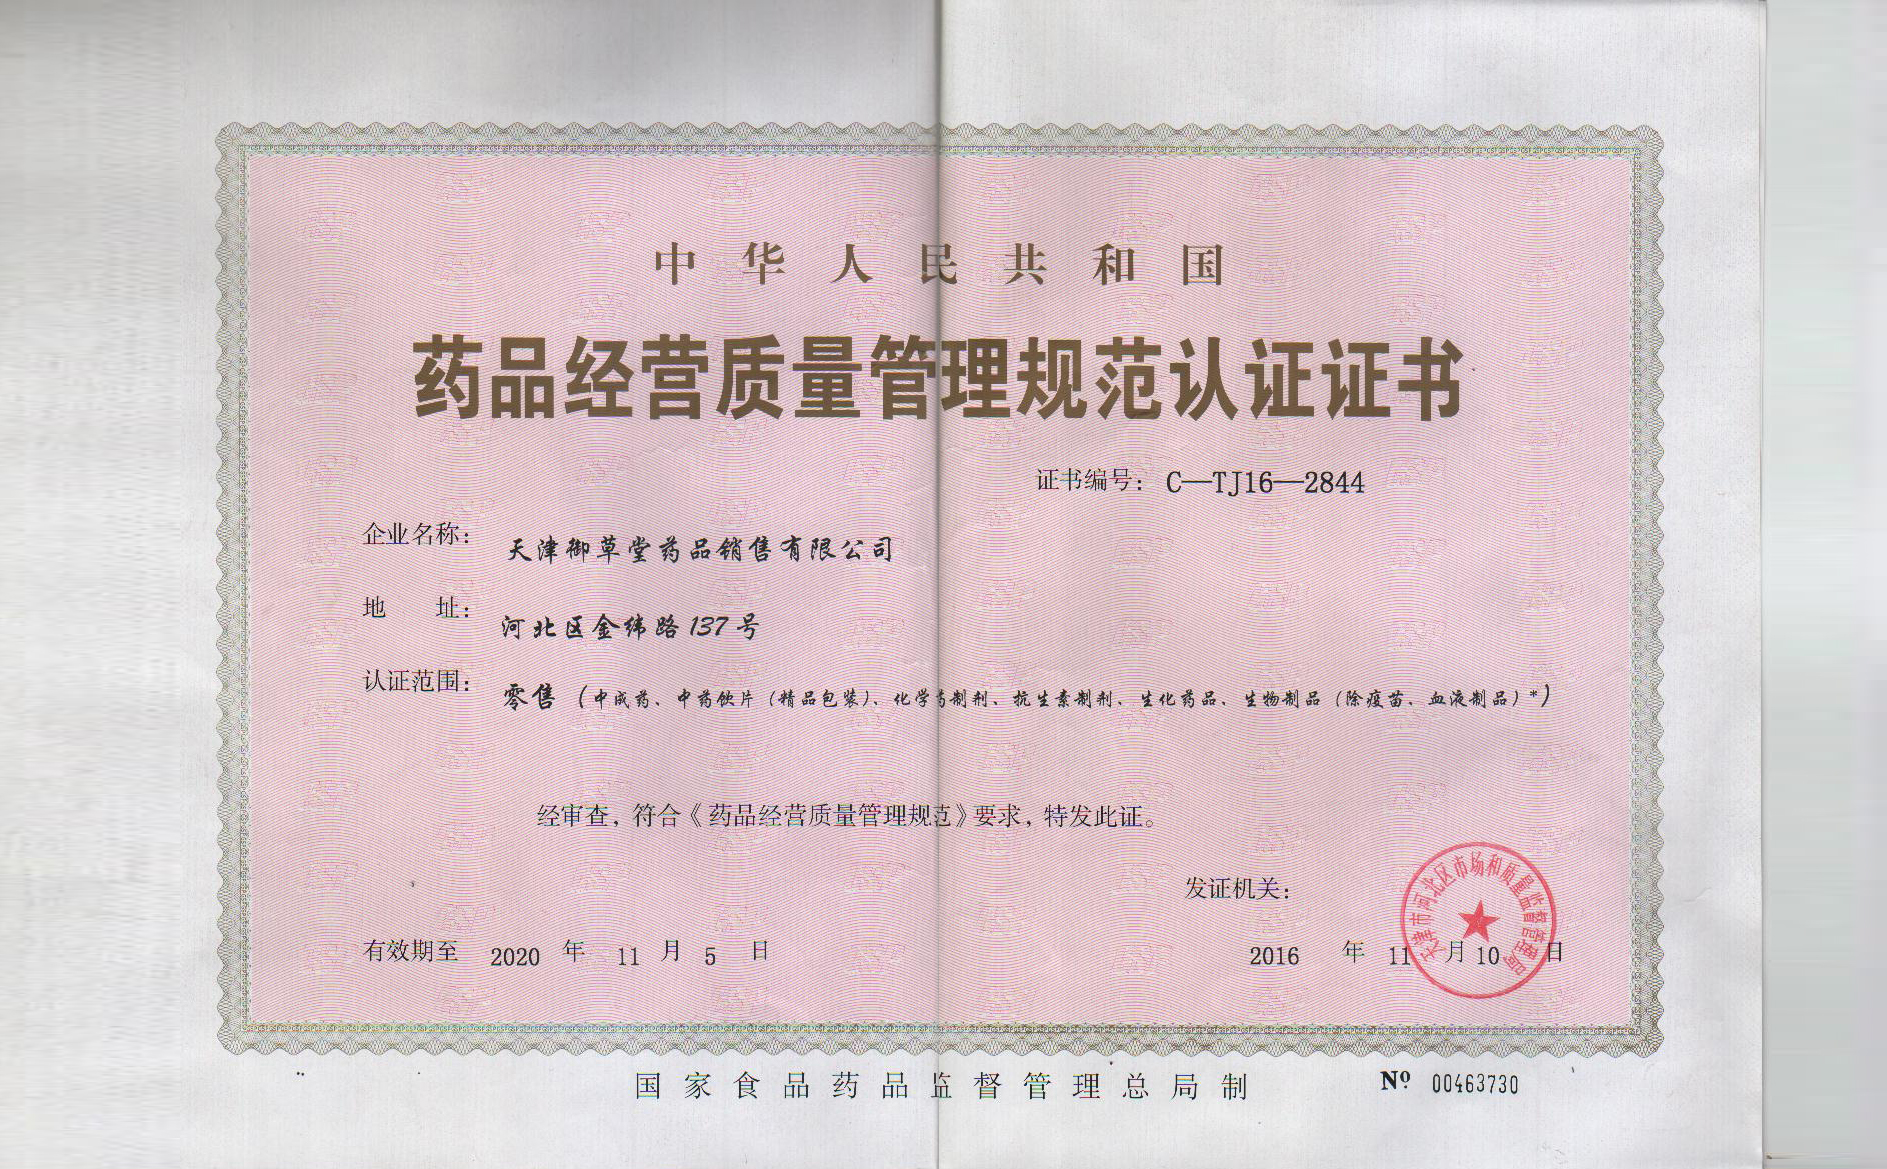 中华人民共和国
药品经营质量管理规范认证证书
证书编号： C—TJ16—2844
企业名称： 天津御草堂药品销售有限公司
地 址： 河北区金纬路137号
认证范围： 零售（中成药、中药饮片（精品包装）、化学药制剂、抗生素制剂、生化药品、生物制品（除疫苗、血液制品）*）
经审查，符合《药品经营质量管理规范》要求，特发此证。
发证机关：
天津市河北区市场和质量监督管理局
有效期至 2020 年 11 月 5 日
2016 年 11 月 10 日
国家食品药品监督管理总局制
Nº 00463730